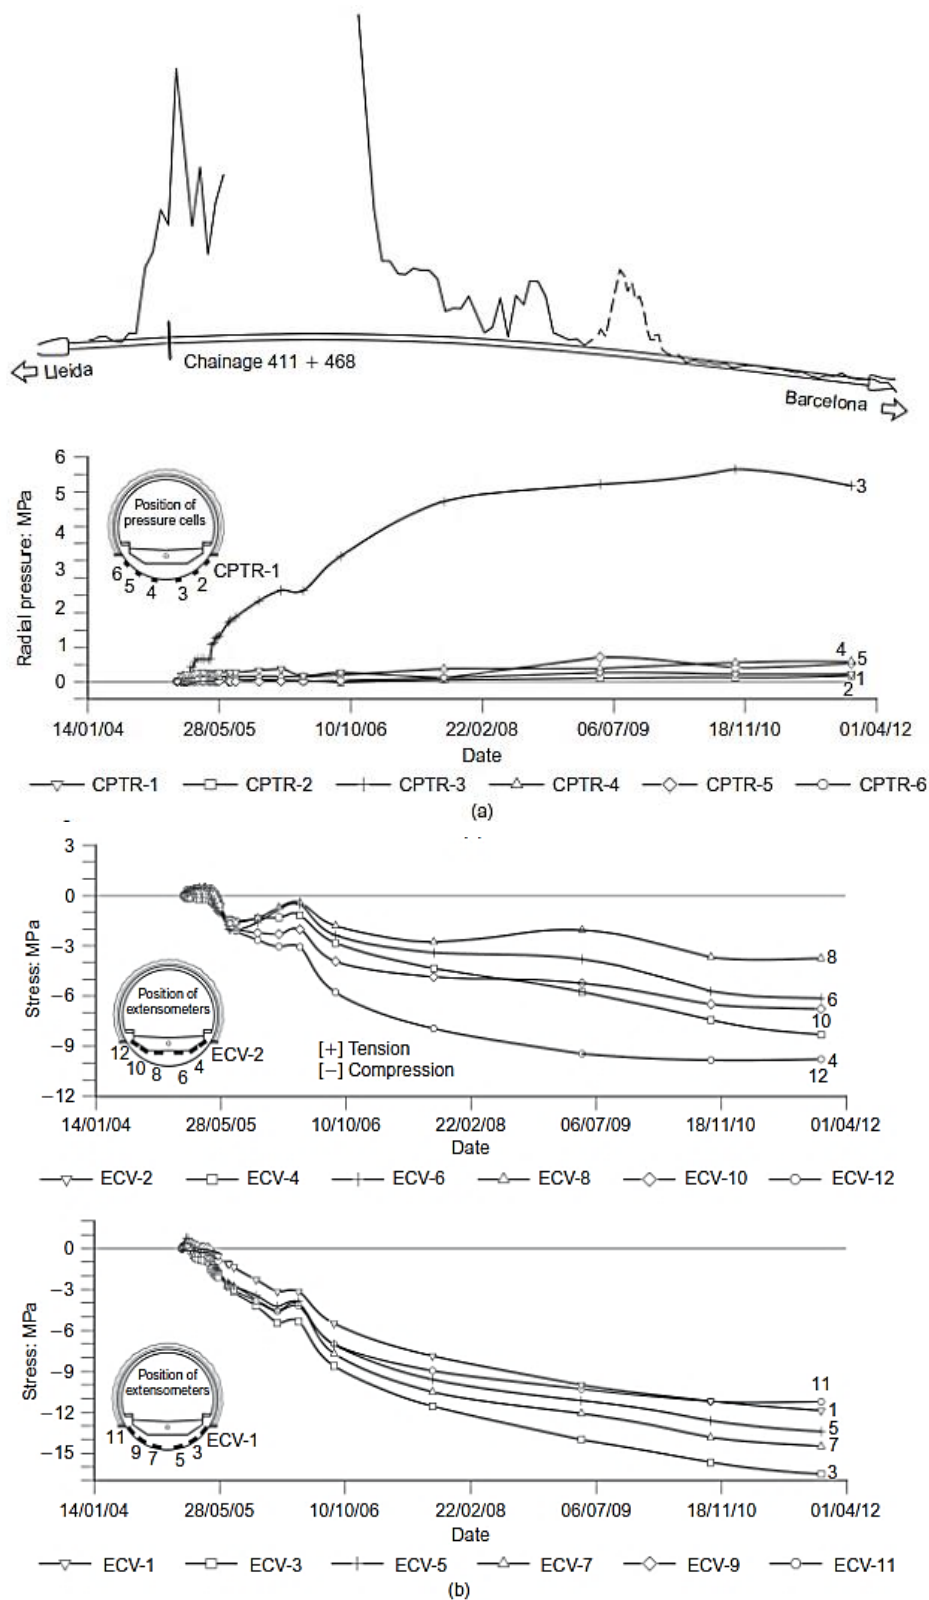 Chainage 411 + 468
Lleida
Barcelona
Radial pressure: MPa
6
5
4
3
2
1
0
Position of
pressure cells
CPTR-1
6
5
4
3
2
3
4
5
1
2
14/01/04
28/05/05
10/10/06
22/02/08
06/07/09
18/11/10
01/04/12
Date
CPTR-1
CPTR-2
CPTR-3
CPTR-4
CPTR-5
CPTR-6
(a)
Stress: MPa
3
0
−3
−6
−9
−12
Position of
extensometers
ECV-2
12
10
8
6
4
[+] Tension
[−] Compression
8
6
10
4
12
14/01/04
28/05/05
10/10/06
22/02/08
06/07/09
18/11/10
01/04/12
Date
ECV-2
ECV-4
ECV-6
ECV-8
ECV-10
ECV-12
Stress: MPa
0
−3
−6
−9
−12
−15
Position of
extensometers
ECV-1
11
9
7
5
3
11
1
5
7
3
14/01/04
28/05/05
10/10/06
22/02/08
06/07/09
18/11/10
01/04/12
Date
ECV-1
ECV-3
ECV-5
ECV-7
ECV-9
ECV-11
(b)